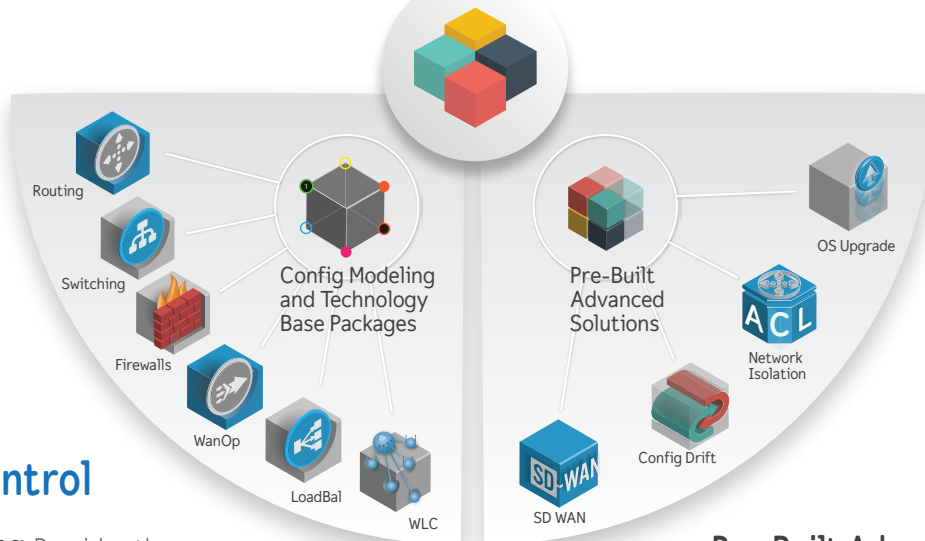 Routing
Switching
Firewalls
WanOp
LoadBal
WLC
1
Config Modeling
and Technology
Base Packages
Pre-Built
Advanced
Solutions
OS Upgrade
ACL
Network
Isolation
Config Drift
SD-WAN
SD WAN
ntrol